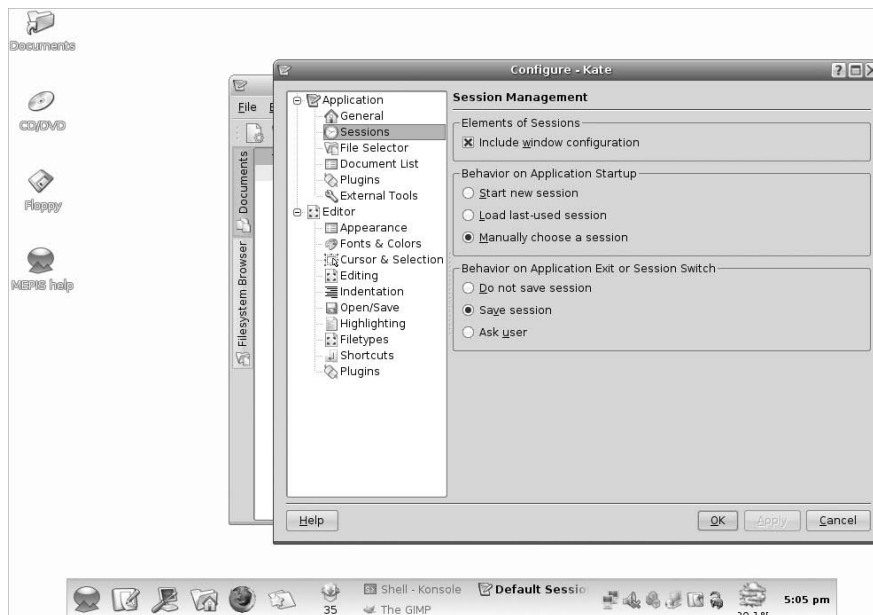 Documents
CD/DVD
Floppy
MEPIS help
File
Documents
Filesystem Browser
Configure - Kate
Application
General
Sessions
File Selector
Document List
Plugins
External Tools
Editor
Appearance
Fonts & Colors
Cursor & Selection
Editing
Indentation
Open/Save
Highlighting
Filetypes
Shortcuts
Plugins
Session Management
Elements of Sessions
Include window configuration
Behavior on Application Startup
Start new session
Load last-used session
Manually choose a session
Behavior on Application Exit or Session Switch
Do not save session
Save session
Ask user
Help
OK
Apply
Cancel
35
Shell - Konsole
The GIMP
Default Sessio
5:05 pm